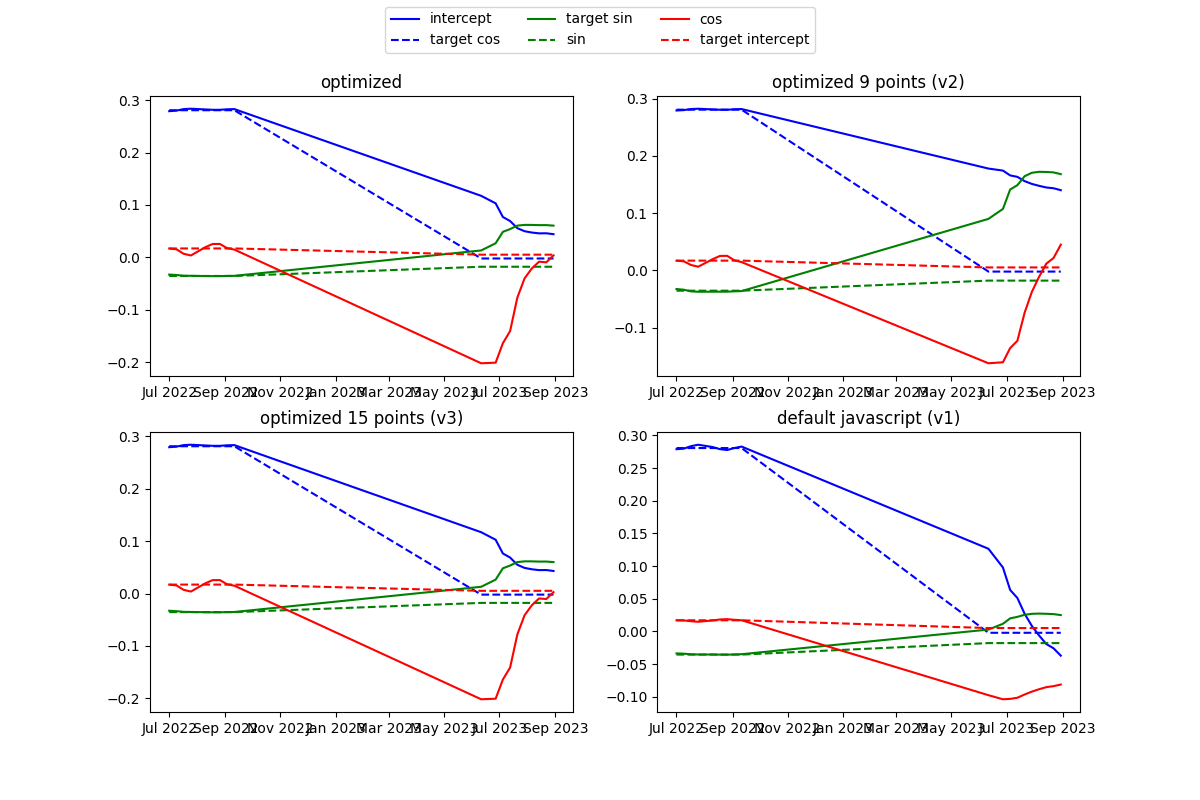 intercept target sin cos
target cos sin target intercept
optimized
0.3
0.2
0.1
0.0
−0.1
−0.2
Jul 2022 Sep 2022 Nov 2022 Jan 2023 Mar 2023 May 2023 Jul 2023 Sep 2023
optimized 9 points (v2)
0.3
0.2
0.1
0.0
−0.1
Jul 2022 Sep 2022 Nov 2022 Jan 2023 Mar 2023 May 2023 Jul 2023 Sep 2023
optimized 15 points (v3)
0.3
0.2
0.1
0.0
−0.1
−0.2
Jul 2022 Sep 2022 Nov 2022 Jan 2023 Mar 2023 May 2023 Jul 2023 Sep 2023
default javascript (v1)
0.30
0.25
0.20
0.15
0.10
0.05
0.00
−0.05
−0.10
Jul 2022 Sep 2022 Nov 2022 Jan 2023 Mar 2023 May 2023 Jul 2023 Sep 2023